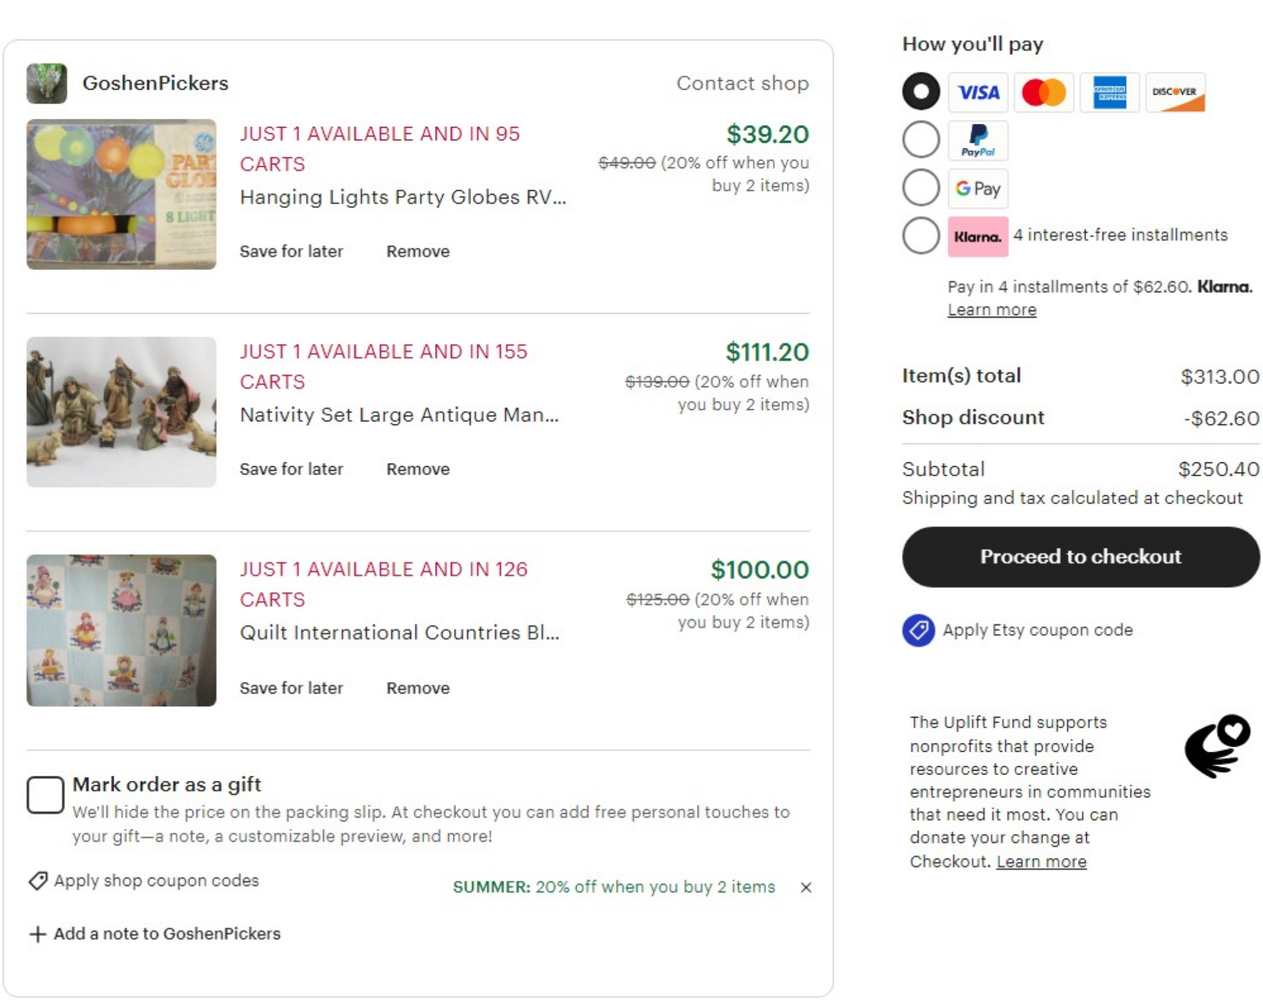 GoshenPickers
Contact shop
PART
GLOB
8 LIGHT
JUST 1 AVAILABLE AND IN 95
CARTS
Hanging Lights Party Globes RV...
$39.20
$49.00 (20% off when you
buy 2 items)
Save for later
Remove
JUST 1 AVAILABLE AND IN 155
CARTS
Nativity Set Large Antique Man...
$111.20
$139.00 (20% off when
you buy 2 items)
Save for later
Remove
JUST 1 AVAILABLE AND IN 126
CARTS
Quilt International Countries Bl...
$100.00
$125.00 (20% off when
you buy 2 items)
Save for later
Remove
Mark order as a gift
We'll hide the price on the packing slip. At checkout you can add free personal touches to
your gift—a note, a customizable preview, and more!
Apply shop coupon codes
SUMMER: 20% off when you buy 2 items
Add a note to GoshenPickers
How you'll pay
VISA
AMERICAN EXPRESS
DISCOVER
PayPal
G Pay
Klarna. 4 interest-free installments
Pay in 4 installments of $62.60. Klarna.
Learn more
Item(s) total $313.00
Shop discount -$62.60
Subtotal $250.40
Shipping and tax calculated at checkout
Proceed to checkout
Apply Etsy coupon code
The Uplift Fund supports
nonprofits that provide
resources to creative
entrepreneurs in communities
that need it most. You can
donate your change at
Checkout. Learn more